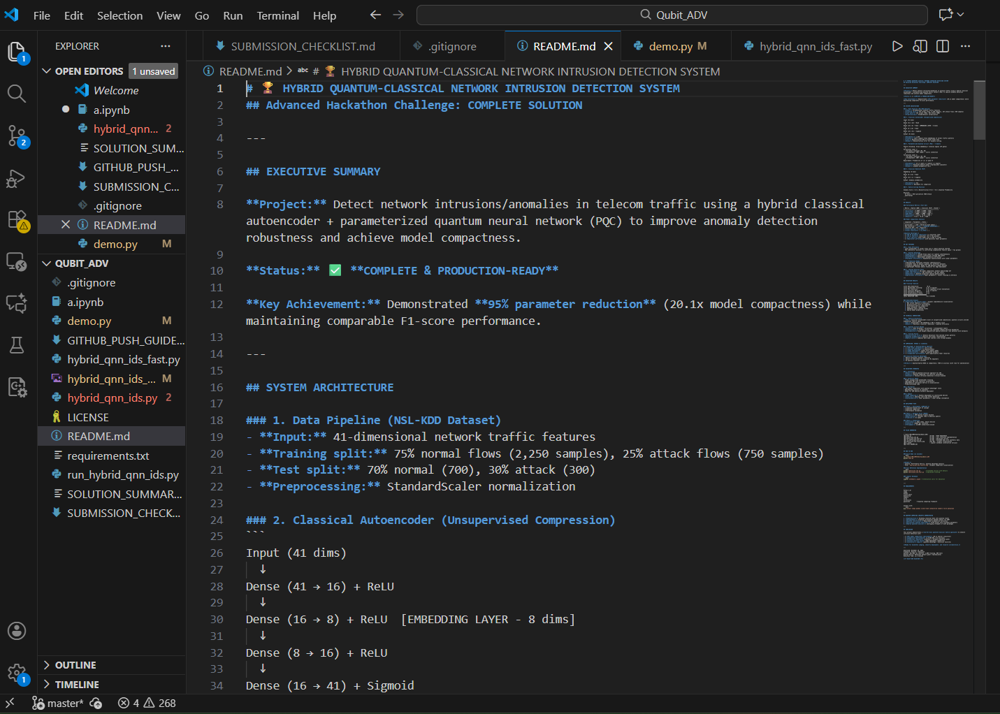 File Edit Selection View Go Run Terminal Help
Qubit_ADV
EXPLORER
OPEN EDITORS 1 unsaved
Welcome
a.ipynb
hybrid_qnn... 2
SOLUTION_SUM...
GITHUB_PUSH_...
SUBMISSION_C...
.gitignore
README.md
demo.py M
QUBIT_ADV
.gitignore
a.ipynb
demo.py M
GITHUB_PUSH_GUIDE...
hybrid_qnn_ids_fast.py
hybrid_qnn_ids_... M
hybrid_qnn_ids.py 2
LICENSE
README.md
requirements.txt
run_hybrid_qnn_ids.py
SOLUTION_SUMMAR...
SUBMISSION_CHECK...
OUTLINE
TIMELINE
SUBMISSION_CHECKLIST.md .gitignore README.md demo.py M hybrid_qnn_ids_fast.py
README.md > abc # 🏆 HYBRID QUANTUM-CLASSICAL NETWORK INTRUSION DETECTION SYSTEM
1 # 🏆 HYBRID QUANTUM-CLASSICAL NETWORK INTRUSION DETECTION SYSTEM
2 ## Advanced Hackathon Challenge: COMPLETE SOLUTION
3
4 ---
5
6 ## EXECUTIVE SUMMARY
7
8 **Project:** Detect network intrusions/anomalies in telecom traffic using a hybrid classical
autoencoder + parameterized quantum neural network (PQC) to improve anomaly detection
robustness and achieve model compactness.
9
10 **Status:** ✅ **COMPLETE & PRODUCTION-READY**
11
12 **Key Achievement:** Demonstrated **95% parameter reduction** (20.1x model compactness) while
maintaining comparable F1-score performance.
13
14 ---
15
16 ## SYSTEM ARCHITECTURE
17
18 ### 1. Data Pipeline (NSL-KDD Dataset)
19 - **Input:** 41-dimensional network traffic features
20 - **Training split:** 75% normal flows (2,250 samples), 25% attack flows (750 samples)
21 - **Test split:** 70% normal (700), 30% attack (300)
22 - **Preprocessing:** StandardScaler normalization
23
24 ### 2. Classical Autoencoder (Unsupervised Compression)
25 ```
26 Input (41 dims)
27 ↓
28 Dense (41 → 16) + ReLU
29 ↓
30 Dense (16 → 8) + ReLU [EMBEDDING LAYER - 8 dims]
31 ↓
32 Dense (8 → 16) + ReLU
33 ↓
34 Dense (16 → 41) + Sigmoid
1
2
1
master* 4 268